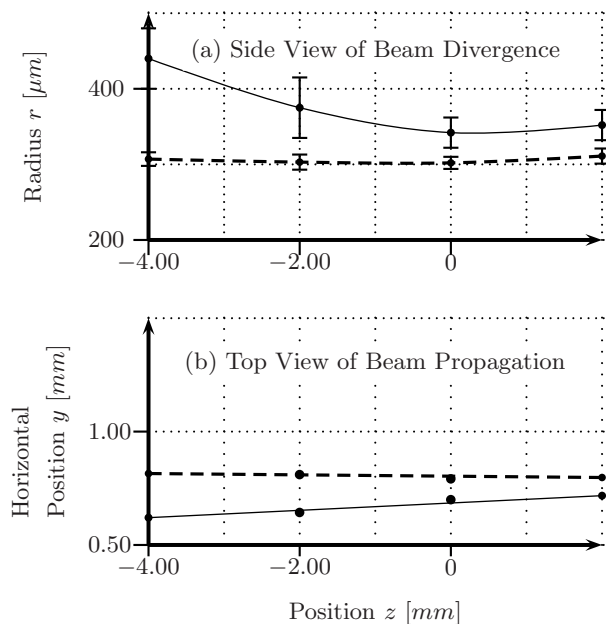 (a) Side View of Beam Divergence
Radius r [μm]
400
200
−4.00
−2.00
0
(b) Top View of Beam Propagation
Horizontal
Position y [mm]
1.00
0.50
−4.00
−2.00
0
Position z [mm]